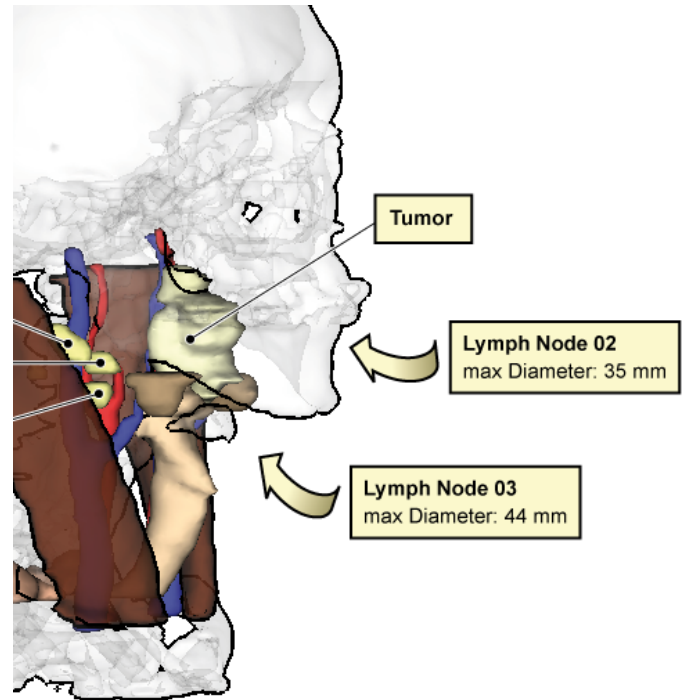 Tumor
Lymph Node 02
max Diameter: 35 mm
Lymph Node 03
max Diameter: 44 mm